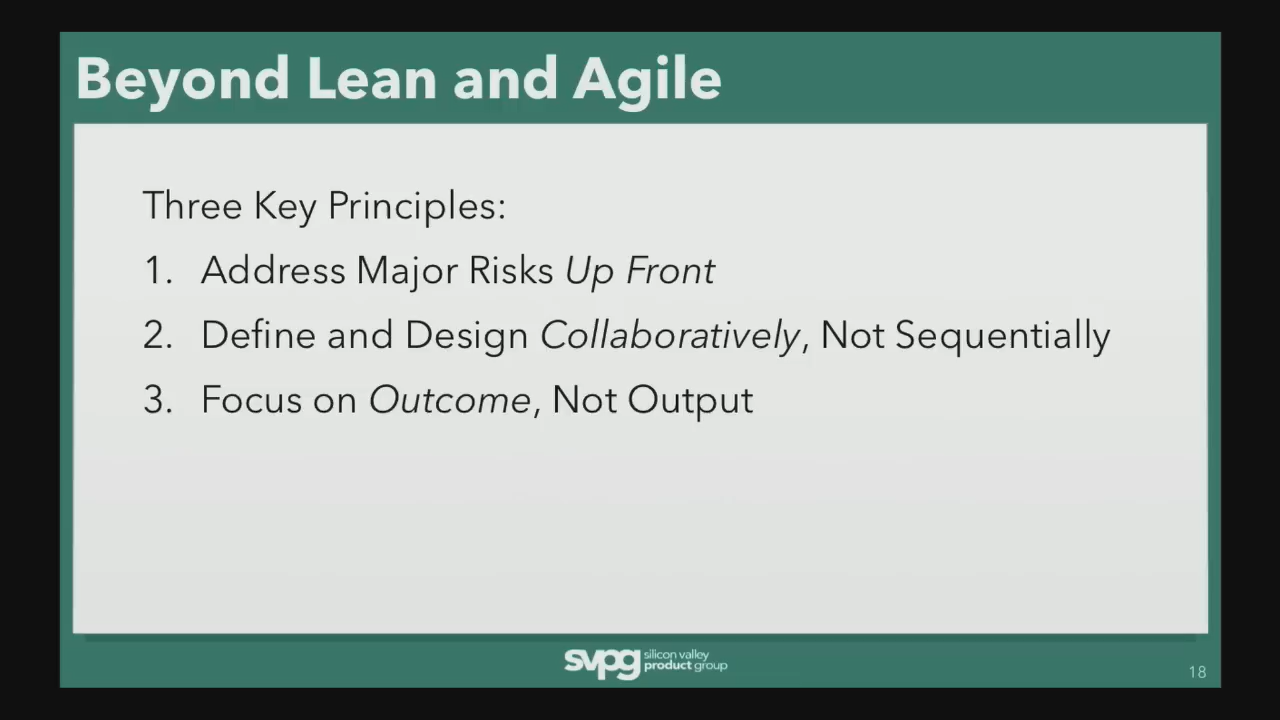 Beyond Lean and Agile
Three Key Principles:
1. Address Major Risks Up Front
2. Define and Design Collaboratively, Not Sequentially
3. Focus on Outcome, Not Output
svpg
silicon valley
product group
18